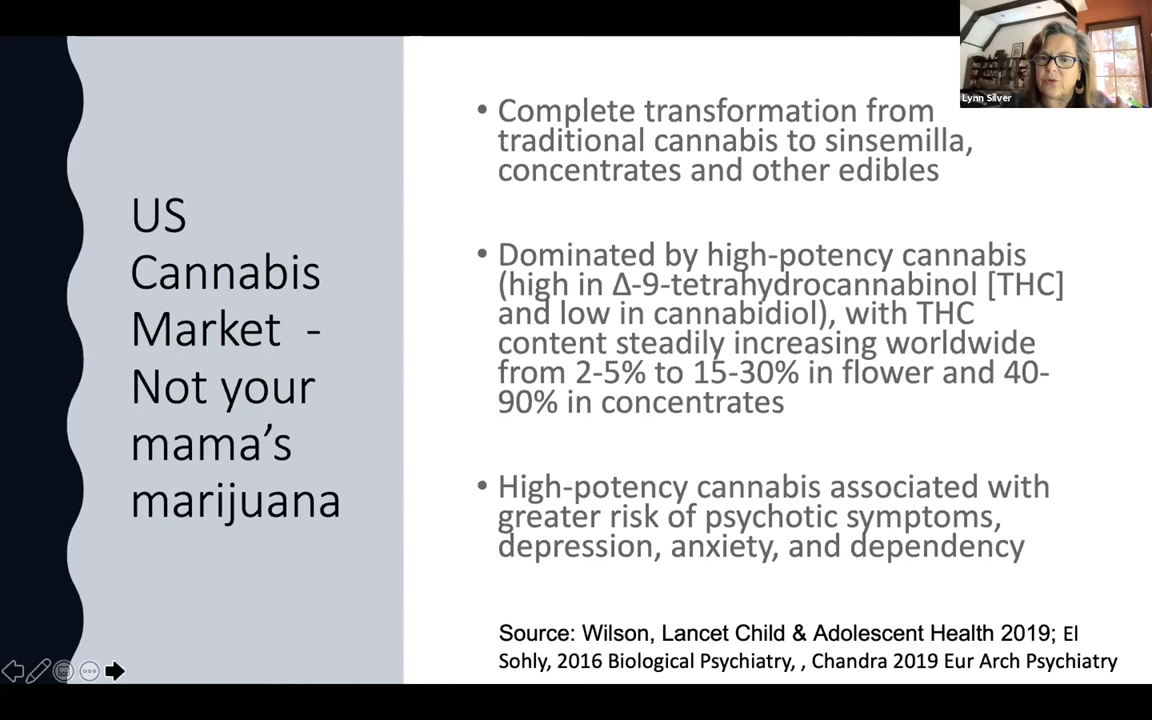 Lynn Silver
US
Cannabis
Market -
Not your
mama's
marijuana
• Complete transformation from
traditional cannabis to sinsemilla,
concentrates and other edibles
• Dominated by high-potency cannabis
(high in Δ-9-tetrahydrocannabinol [THC]
and low in cannabidiol), with THC
content steadily increasing worldwide
from 2-5% to 15-30% in flower and 40-
90% in concentrates
• High-potency cannabis associated with
greater risk of psychotic symptoms,
depression, anxiety, and dependency
Source: Wilson, Lancet Child & Adolescent Health 2019; El
Sohly, 2016 Biological Psychiatry, , Chandra 2019 Eur Arch Psychiatry